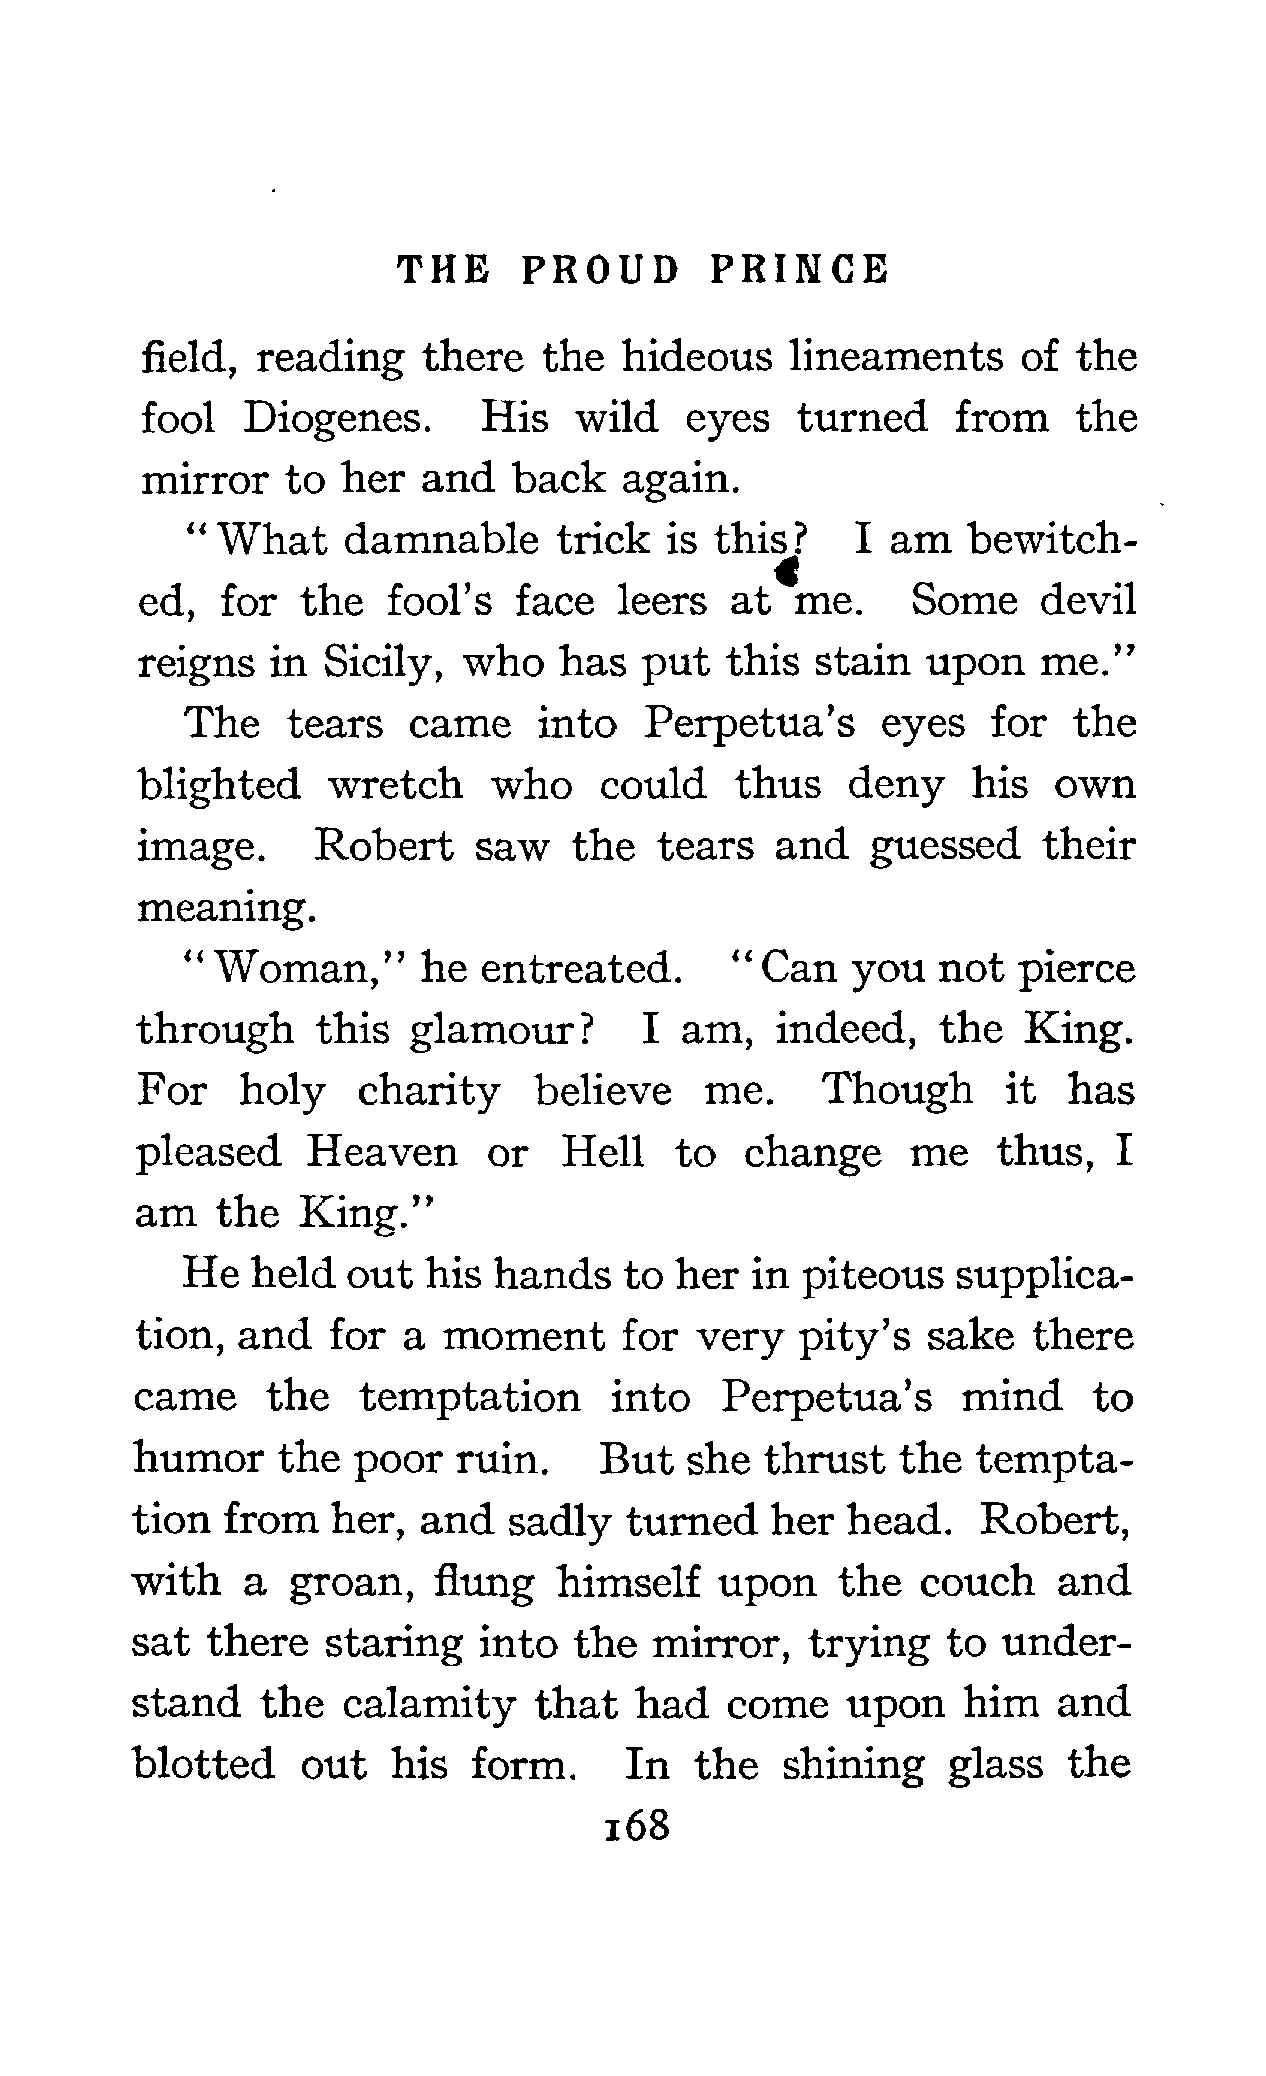 THE PROUD PRINCE
field, reading there the hideous lineaments of the
fool Diogenes. His wild eyes turned from the
mirror to her and back again.
"What damnable trick is this? I am bewitch-
ed, for the fool's face leers at me. Some devil
reigns in Sicily, who has put this stain upon me."
The tears came into Perpetua's eyes for the
blighted wretch who could thus deny his own
image. Robert saw the tears and guessed their
meaning.
"Woman," he entreated. "Can you not pierce
through this glamour? I am, indeed, the King.
For holy charity believe me. Though it has
pleased Heaven or Hell to change me thus, I
am the King."
He held out his hands to her in piteous supplica-
tion, and for a moment for very pity's sake there
came the temptation into Perpetua's mind to
humor the poor ruin. But she thrust the tempta-
tion from her, and sadly turned her head. Robert,
with a groan, flung himself upon the couch and
sat there staring into the mirror, trying to under-
stand the calamity that had come upon him and
blotted out his form. In the shining glass the
168